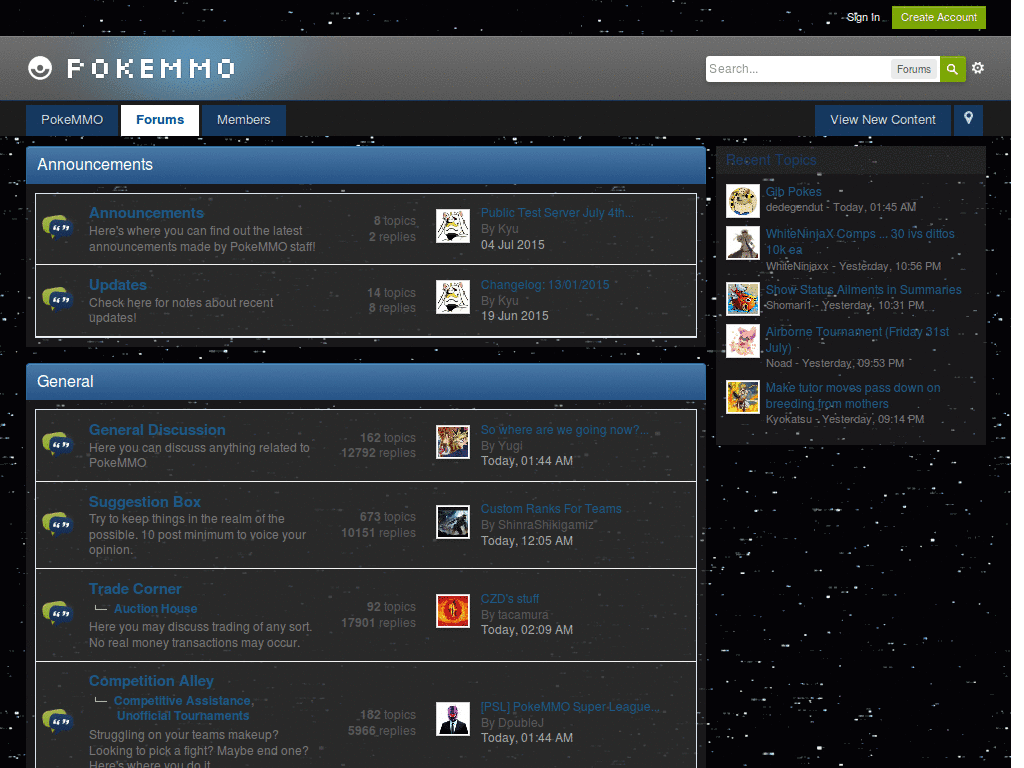 Sign In
Create Account
POKEMMO
Search...
Forums
PokeMMO
Forums
Members
View New Content
Announcements
Announcements
Here's where you can find out the latest
announcements made by PokeMMO staff!
8 topics
2 replies
Public Test Server July 4th...
By Kyu
04 Jul 2015
Updates
Check here for notes about recent
updates!
14 topics
8 replies
Changelog: 13/01/2015
By Kyu
19 Jun 2015
General
General Discussion
Here you can discuss anything related to
PokeMMO
162 topics
12792 replies
So where are we going now?...
By Yugi
Today, 01:44 AM
Suggestion Box
Try to keep things in the realm of the
possible. 10 post minimum to voice your
opinion.
673 topics
10151 replies
Custom Ranks For Teams
By ShinraShikigamiz"
Today, 12:05 AM
Trade Corner
Auction House
Here you may discuss trading of any sort.
No real money transactions may occur.
92 topics
17901 replies
CZD's stuff
By tacamura
Today, 02:09 AM
Competition Alley
Competitive Assistance,
Unofficial Tournaments
Struggling on your teams makeup?
Looking to pick a fight? Maybe end one?
Here's where you do it
182 topics
5966 replies
[PSL] PokeMMO Super-League...
By DoubleJ
Today, 01:44 AM
Recent Topics
Gib Pokes
dedegendut - Today, 01:45 AM
WhiteNinjaX Comps ... 30 ivs dittos
10k ea
WhiteNinjaxx - Yesterday, 10:56 PM
Show Status Ailments in Summaries
Shomari1 - Yesterday, 10:31 PM
Airborne Tournament (Friday 31st
July)
Noad - Yesterday, 09:53 PM
Make tutor moves pass down on
breeding from mothers
Kyokatsu - Yesterday, 09:14 PM